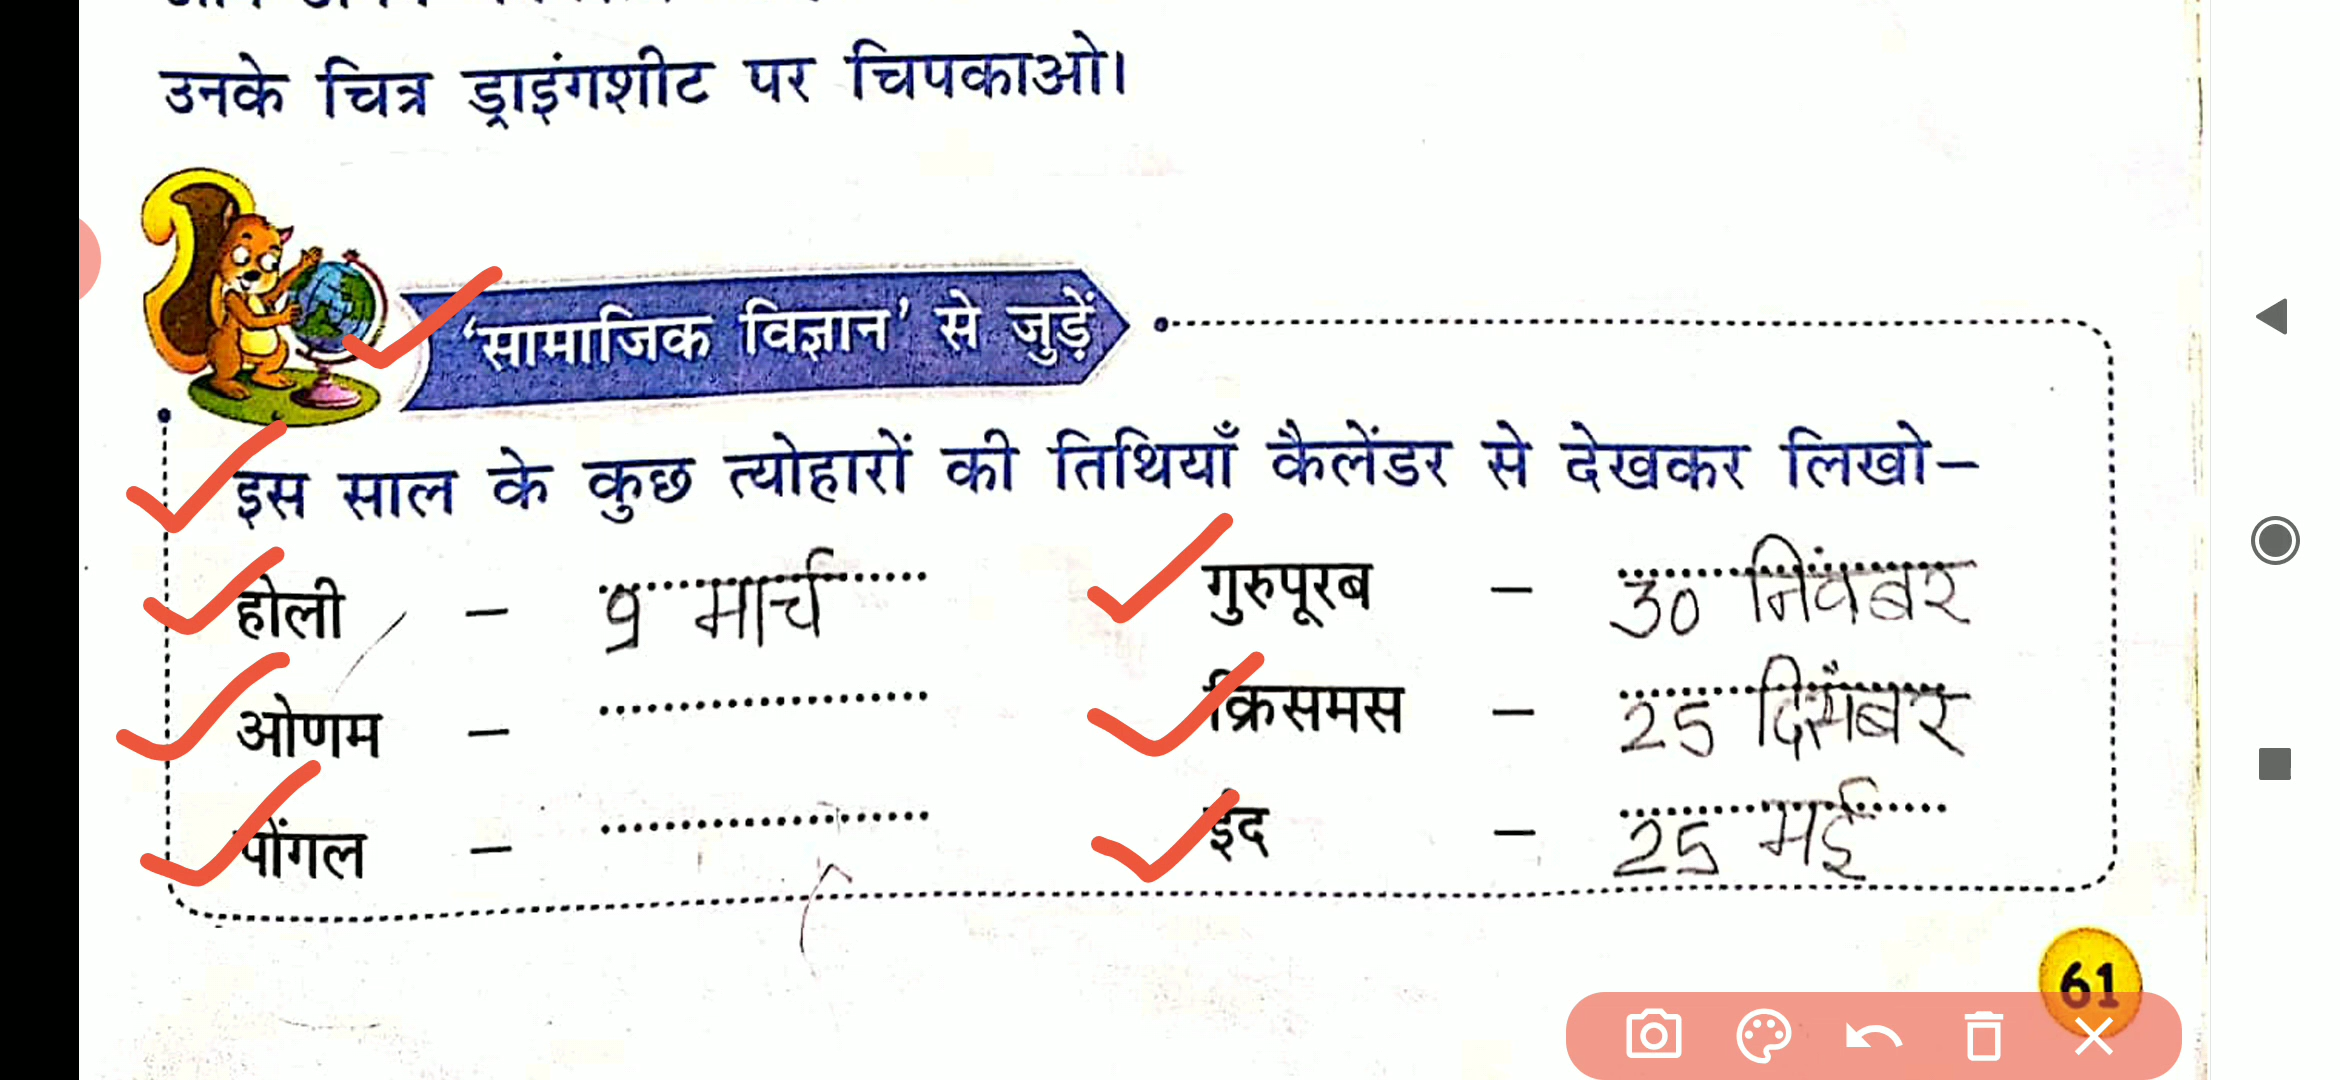 उनके चित्र ड्राइंगशीट पर चिपकाओ।
‘सामाजिक विज्ञान’ से जुड़ें
इस साल के कुछ त्योहारों की तिथियाँ कैलेंडर से देखकर लिखो–
होली – 9 मार्च
गुरुपूरब – 30 निवंबर
ओणम –
क्रिसमस – 25 दिसंबर
पोंगल –
ईद – 25 मई
61